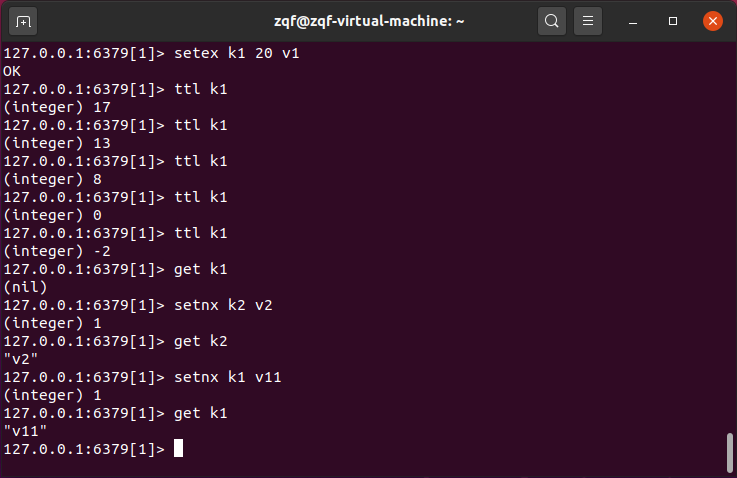 zqf@zqf-virtual-machine: ~
127.0.0.1:6379[1]> setex k1 20 v1
OK
127.0.0.1:6379[1]> ttl k1
(integer) 17
127.0.0.1:6379[1]> ttl k1
(integer) 13
127.0.0.1:6379[1]> ttl k1
(integer) 8
127.0.0.1:6379[1]> ttl k1
(integer) 0
127.0.0.1:6379[1]> ttl k1
(integer) -2
127.0.0.1:6379[1]> get k1
(nil)
127.0.0.1:6379[1]> setnx k2 v2
(integer) 1
127.0.0.1:6379[1]> get k2
"v2"
127.0.0.1:6379[1]> setnx k1 v11
(integer) 1
127.0.0.1:6379[1]> get k1
"v11"
127.0.0.1:6379[1]>